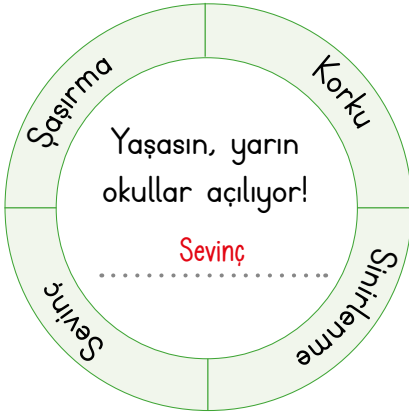 Şaşırma
Korku
Yaşasın, yarın
okullar açılıyor!
Sevinç
Sevinç
Sinirlenme